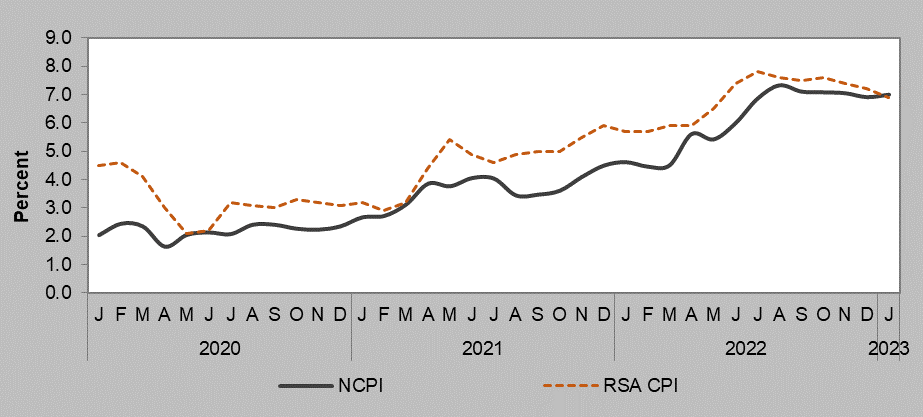 Percent
9.0
8.0
7.0
6.0
5.0
4.0
3.0
2.0
1.0
0.0
J F M A M J J A S O N D J F M A M J J A S O N D J F M A M J J A S O N D J
2020 2021 2022 2023
NCPI RSA CPI